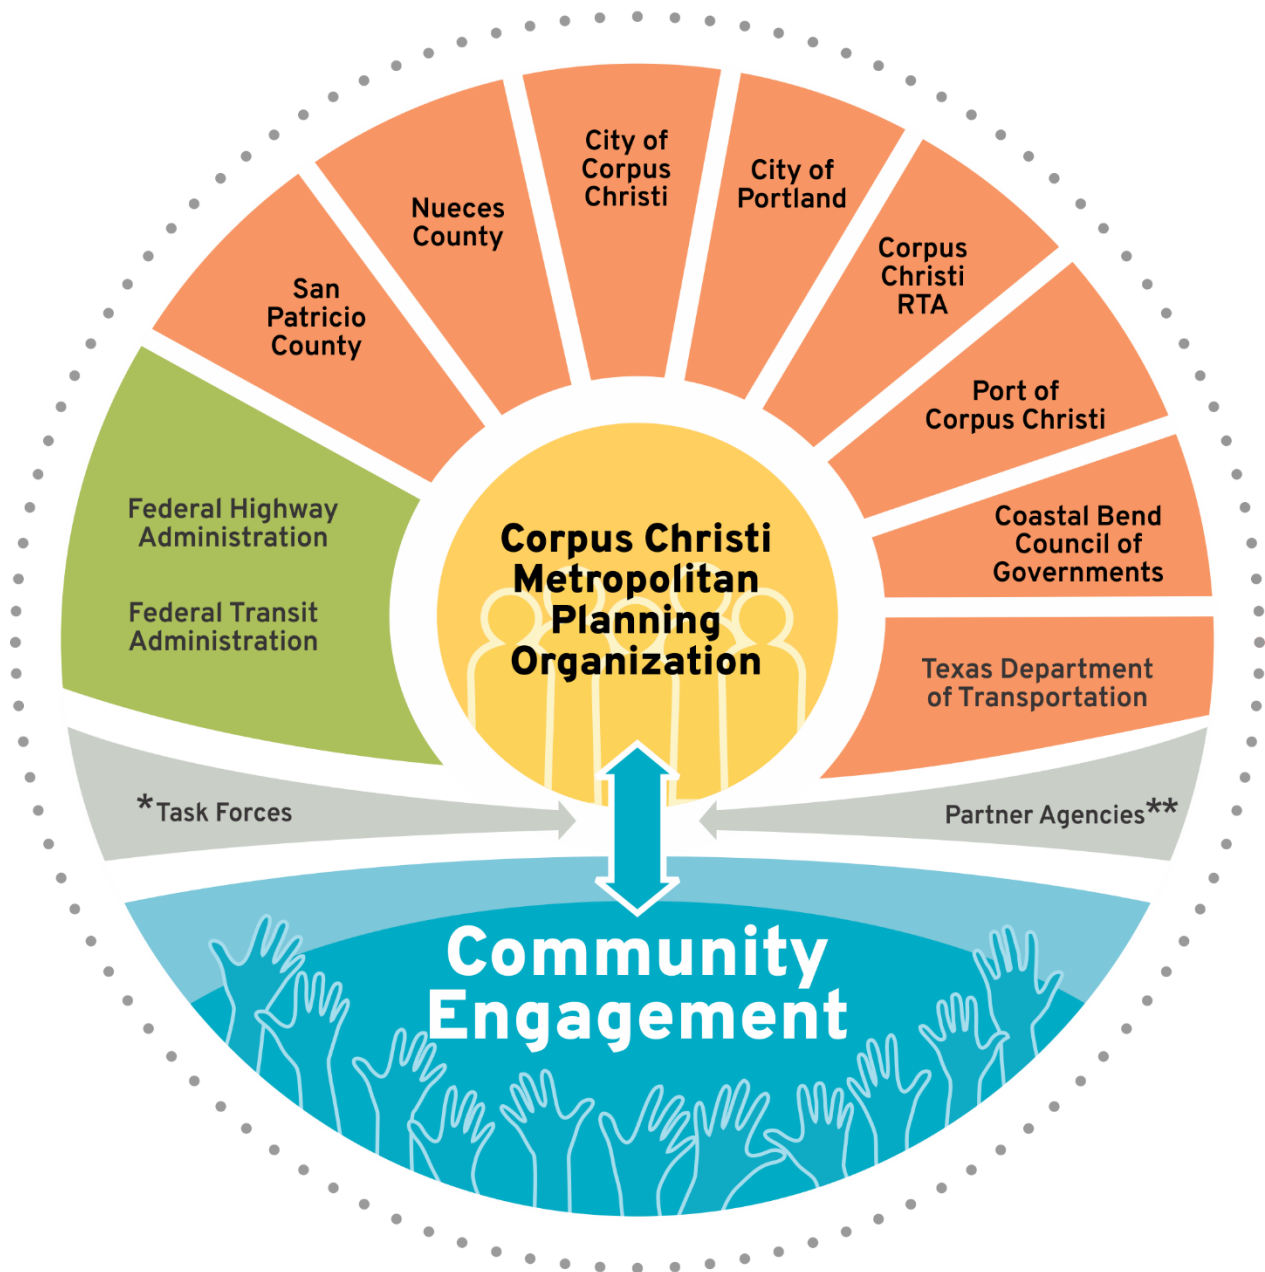 City of
Corpus
Christi
City of
Portland
Nueces
County
Corpus
Christi
RTA
San
Patricio
County
Port of
Corpus Christi
Federal Highway
Administration
Federal Transit
Administration
Corpus Christi
Metropolitan
Planning
Organization
Coastal Bend
Council of
Governments
Texas Department
of Transportation
*Task Forces
Partner Agencies**
Community
Engagement